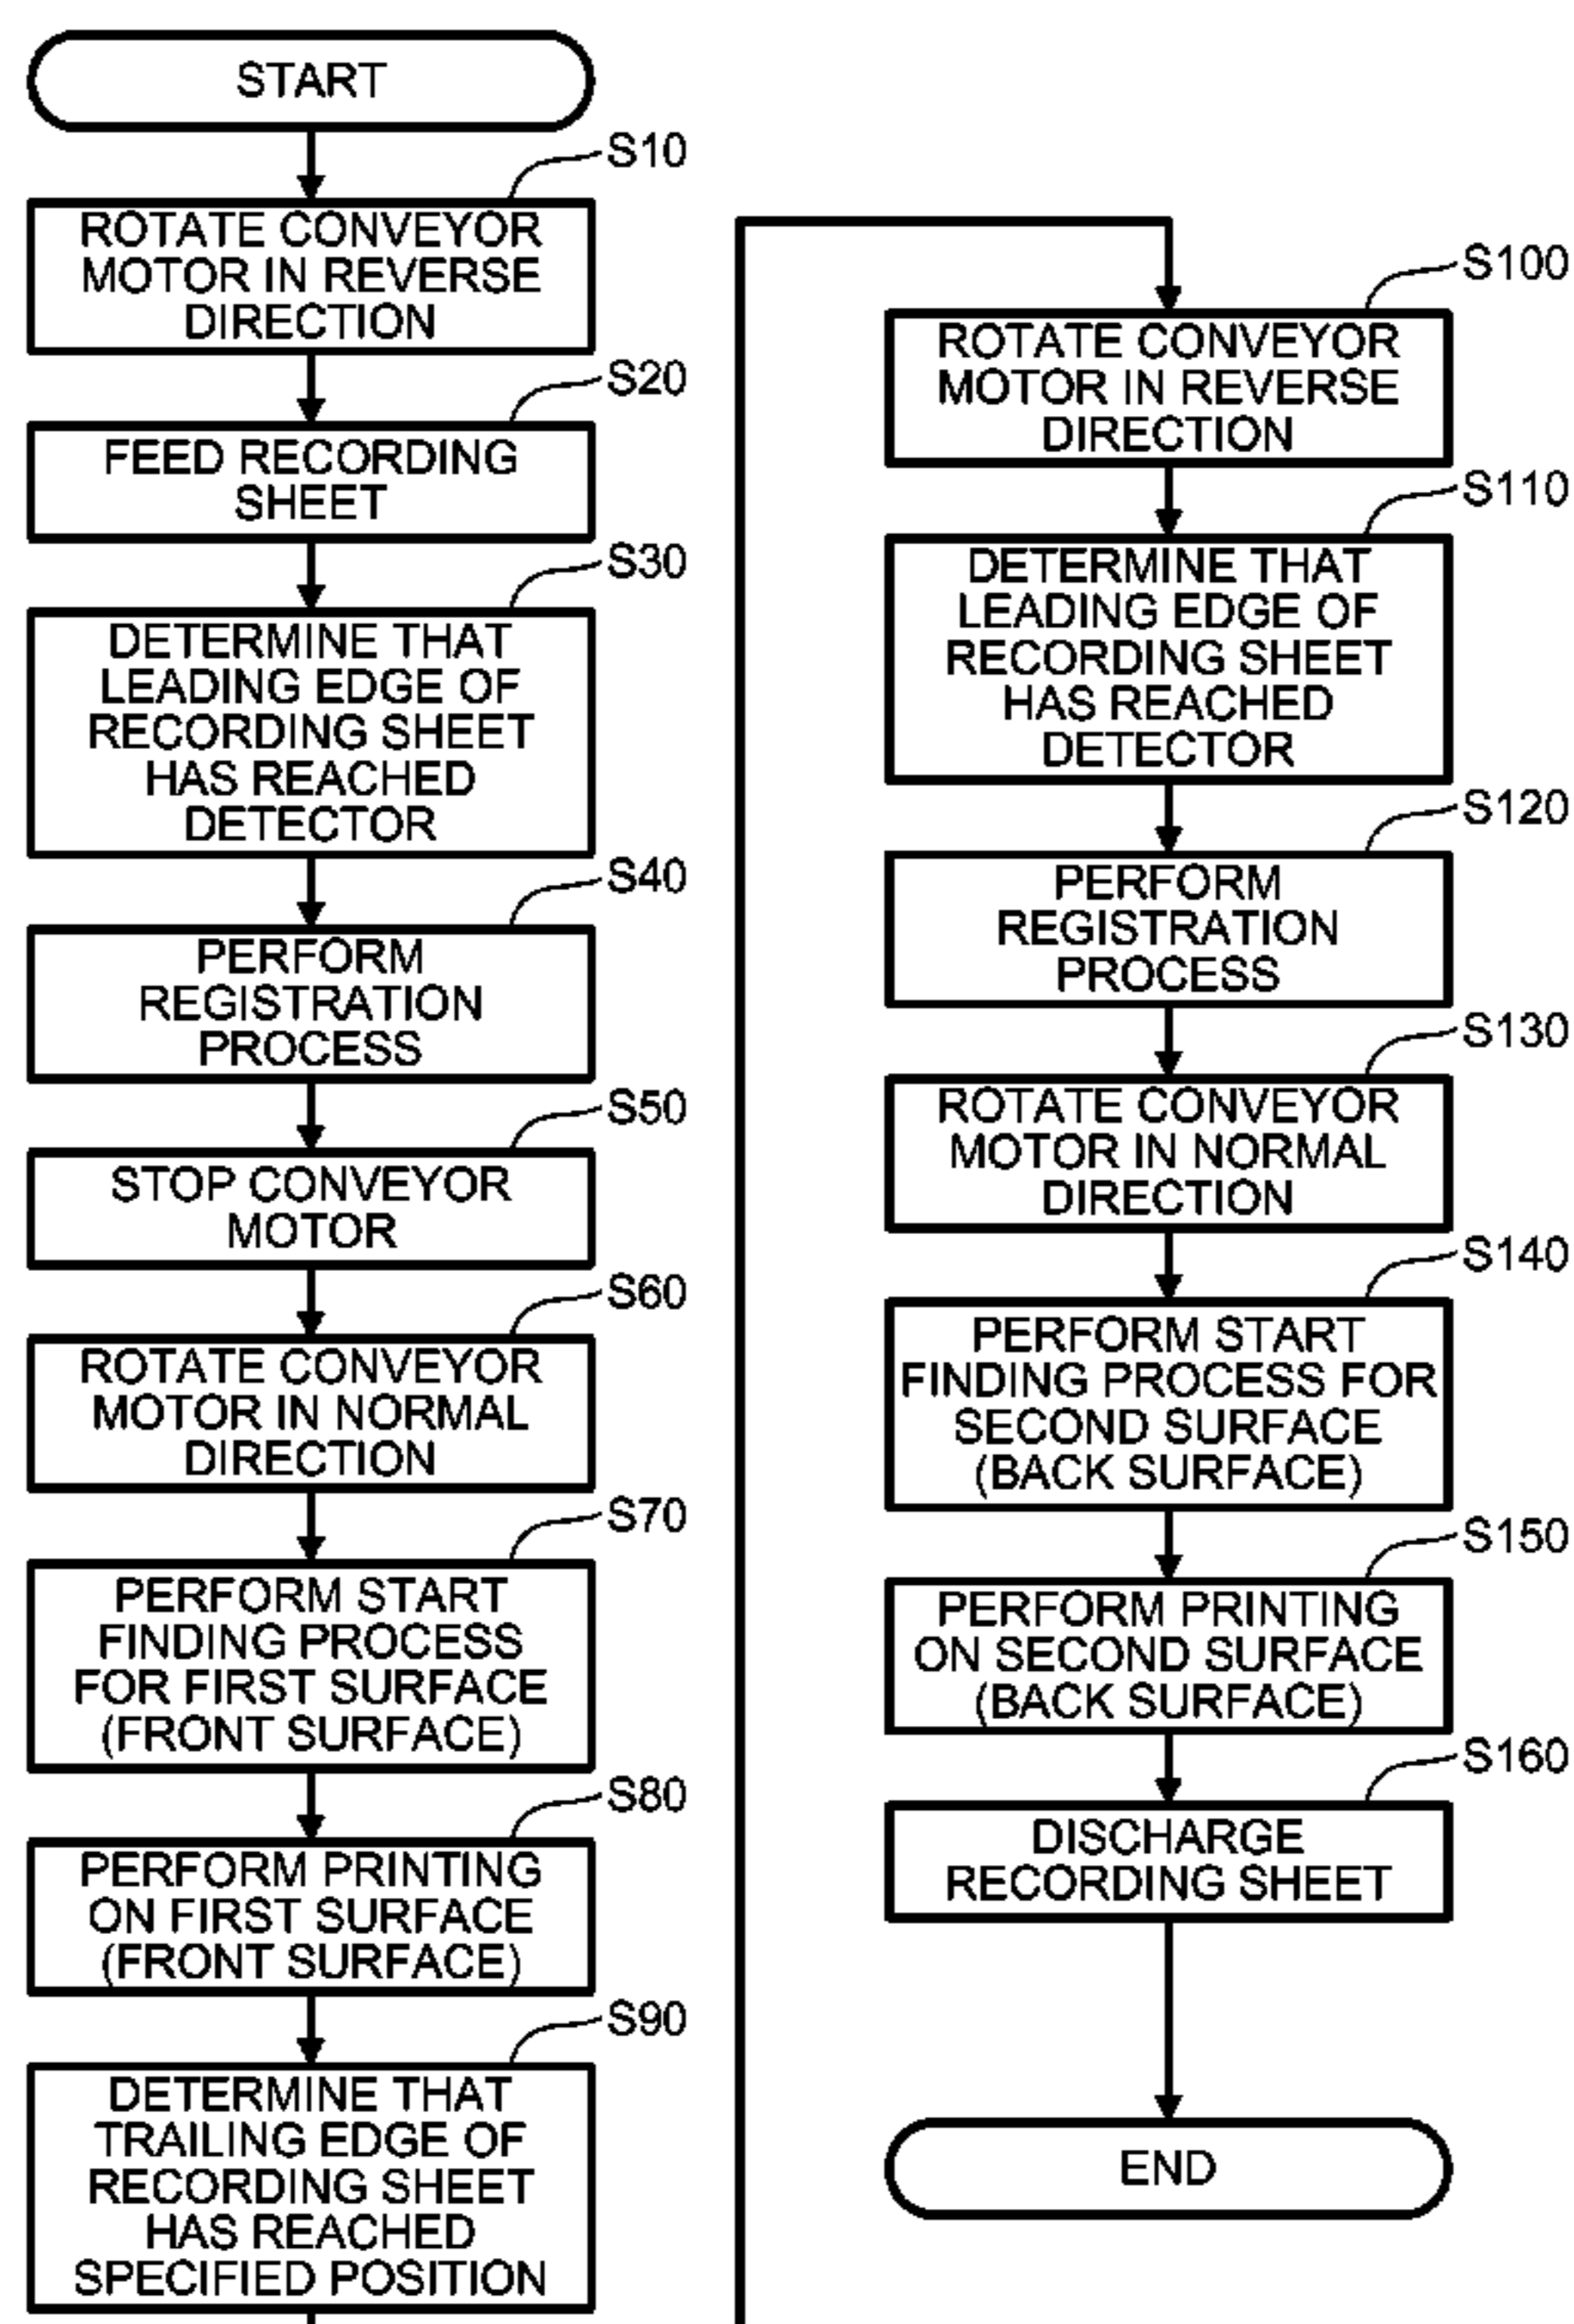 START
S10
ROTATE CONVEYOR
MOTOR IN REVERSE
DIRECTION
S20
FEED RECORDING
SHEET
S30
DETERMINE THAT
LEADING EDGE OF
RECORDING SHEET
HAS REACHED
DETECTOR
S40
PERFORM
REGISTRATION
PROCESS
S50
STOP CONVEYOR
MOTOR
S60
ROTATE CONVEYOR
MOTOR IN NORMAL
DIRECTION
S70
PERFORM START
FINDING PROCESS
FOR FIRST SURFACE
(FRONT SURFACE)
S80
PERFORM PRINTING
ON FIRST SURFACE
(FRONT SURFACE)
S90
DETERMINE THAT
TRAILING EDGE OF
RECORDING SHEET
HAS REACHED
SPECIFIED POSITION
S100
ROTATE CONVEYOR
MOTOR IN REVERSE
DIRECTION
S110
DETERMINE THAT
LEADING EDGE OF
RECORDING SHEET
HAS REACHED
DETECTOR
S120
PERFORM
REGISTRATION
PROCESS
S130
ROTATE CONVEYOR
MOTOR IN NORMAL
DIRECTION
S140
PERFORM START
FINDING PROCESS FOR
SECOND SURFACE
(BACK SURFACE)
S150
PERFORM PRINTING
ON SECOND SURFACE
(BACK SURFACE)
S160
DISCHARGE
RECORDING SHEET
END